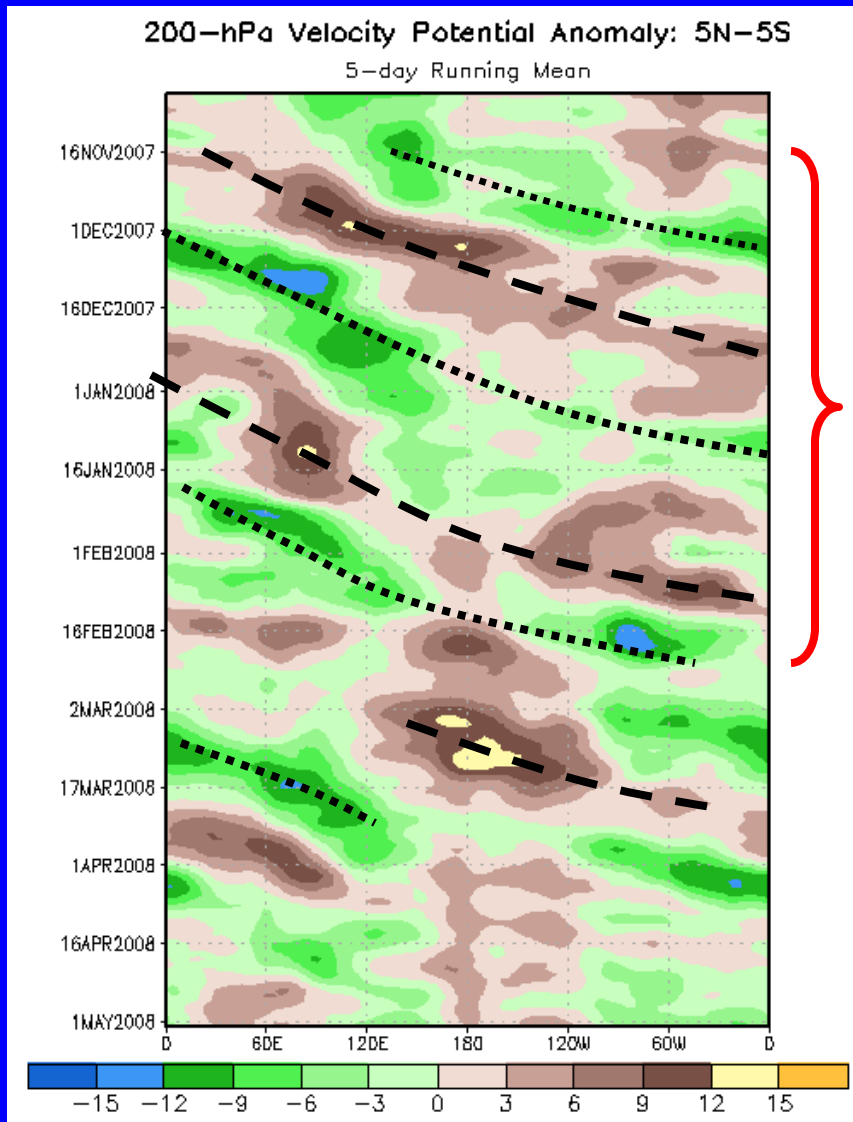 200-hPa Velocity Potential Anomaly: 5N-5S
5-day Running Mean
16NOV2007
1DEC2007
16DEC2007
1JAN2008
16JAN2008
1FEB2008
16FEB2008
2MAR2008
17MAR2008
1APR2008
16APR2008
1MAY2008
0 60E 120E 180 120W 60W 0
-15 -12 -9 -6 -3 0 3 6 9 12 15